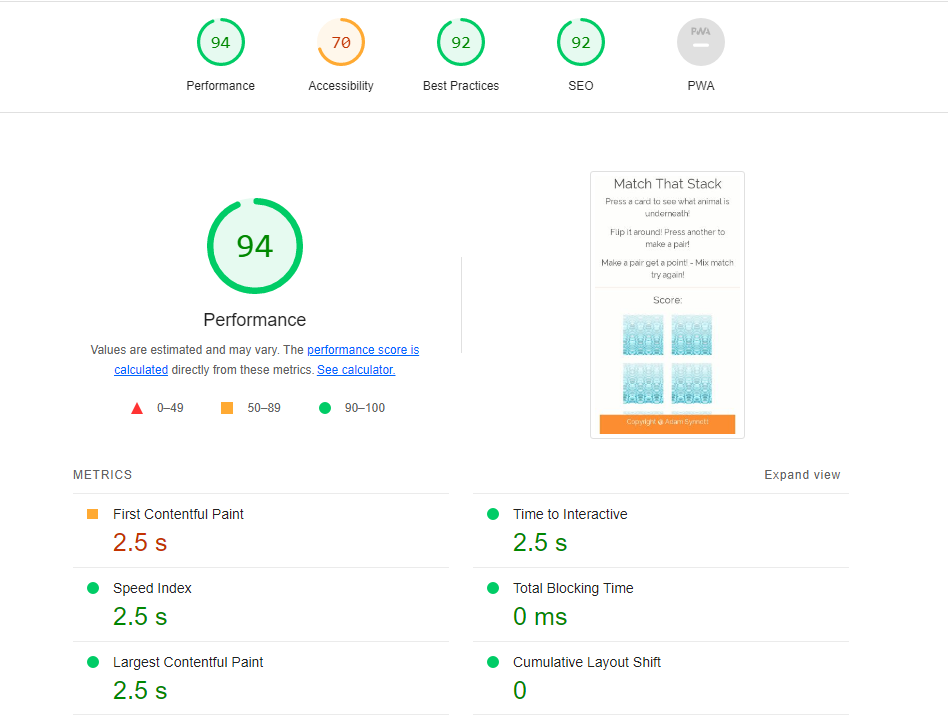 94
70
92
92
PWA
Performance
Accessibility
Best Practices
SEO
PWA
94
Performance
Values are estimated and may vary. The performance score is
calculated directly from these metrics. See calculator.
0–49
50–89
90–100
Match That Stack
Press a card to see what animal is
underneath!
Flip it around! Press another to
make a pair!
Make a pair get a point! - Mix match
try again!
Score:
Copyright @ Adam Synnott
METRICS
Expand view
First Contentful Paint
2.5 s
Time to Interactive
2.5 s
Speed Index
2.5 s
Total Blocking Time
0 ms
Largest Contentful Paint
2.5 s
Cumulative Layout Shift
0